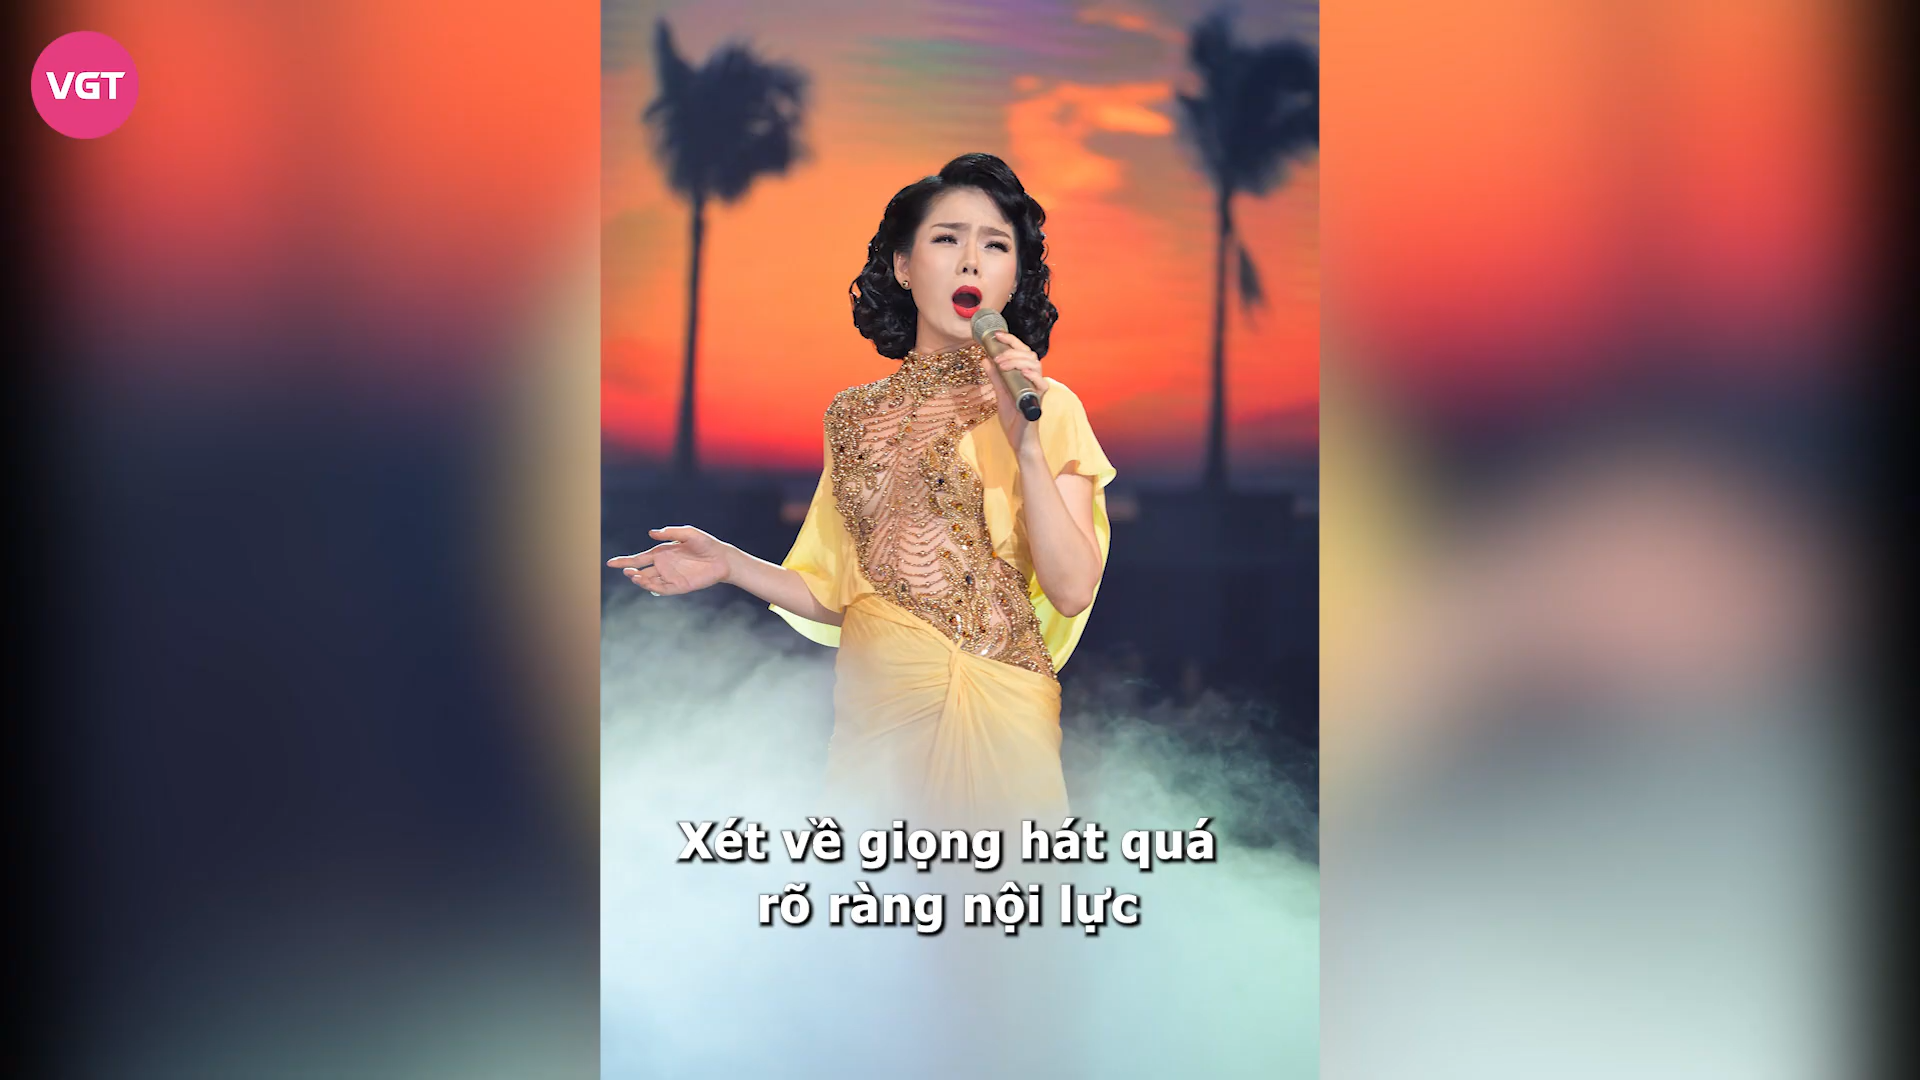 VGT
Xét về giọng hát quá
rõ ràng nội lực